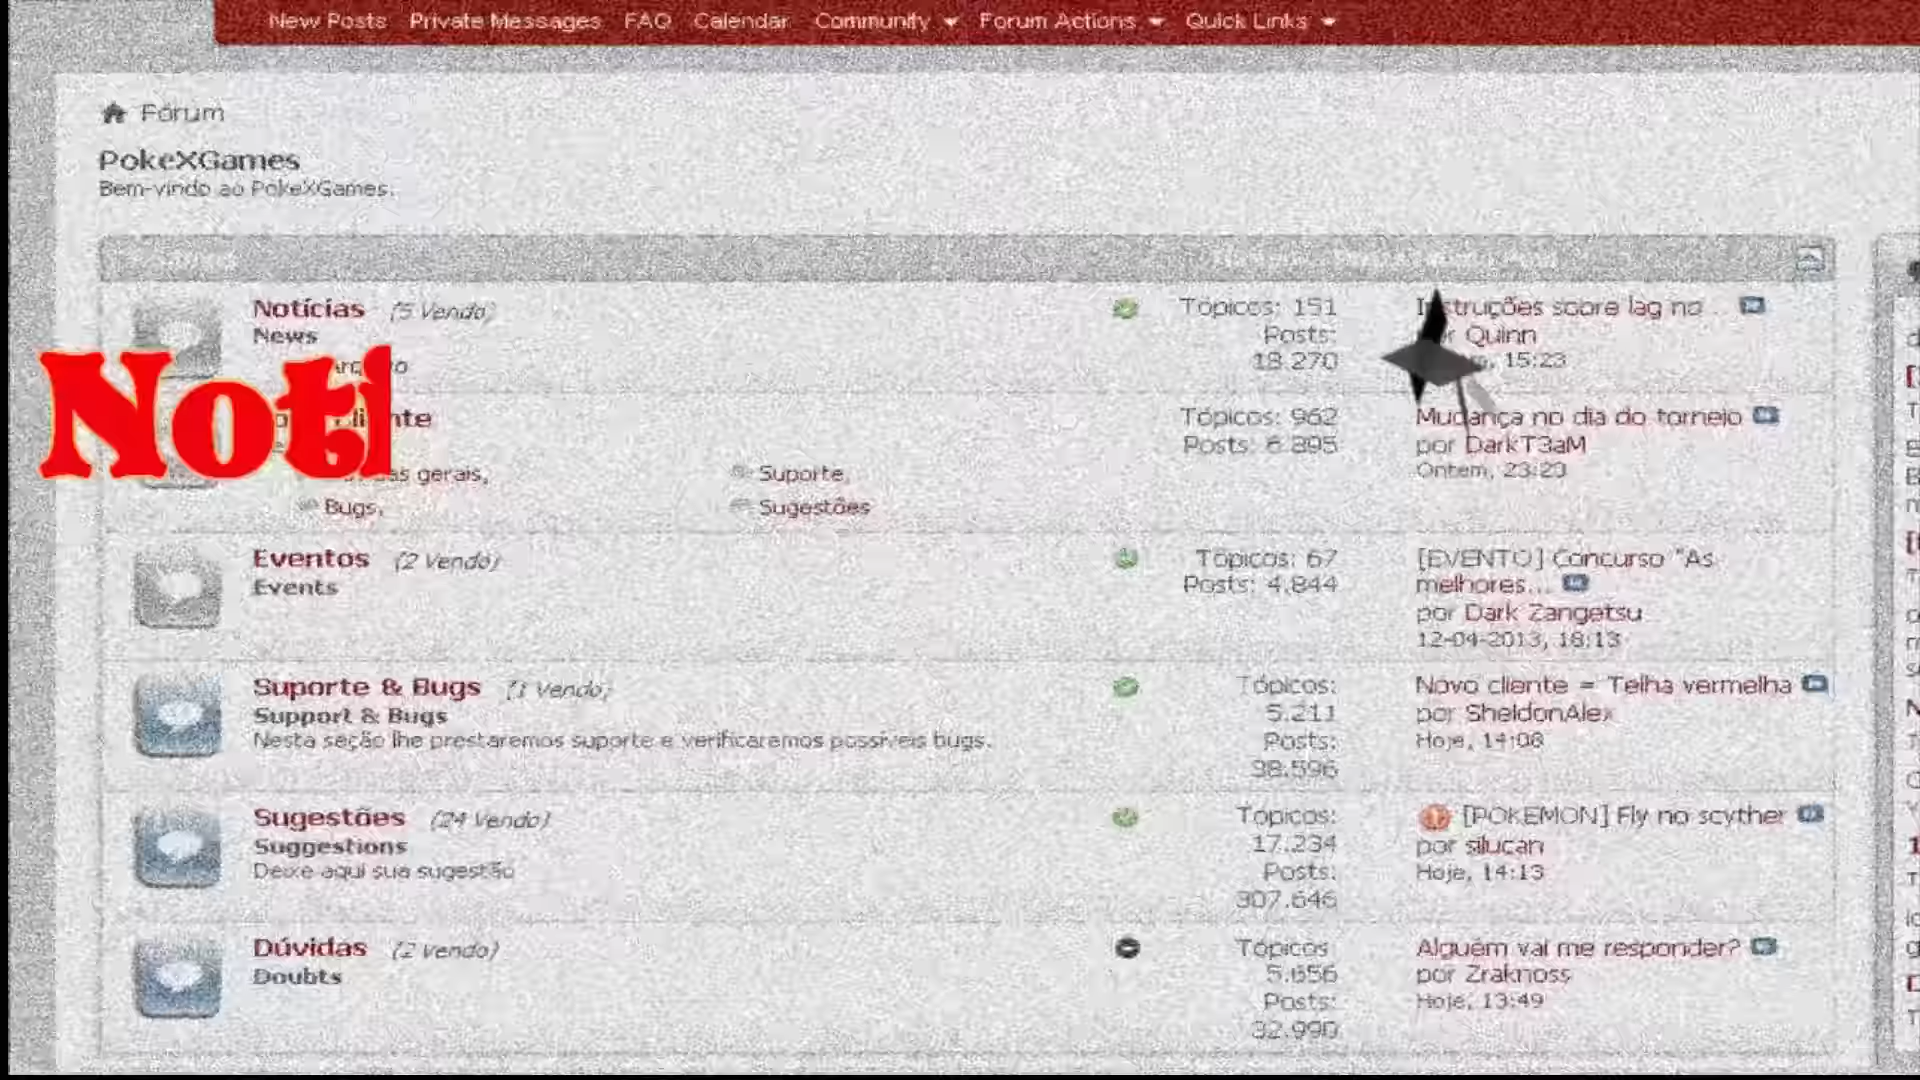 New Posts Private Messages FAQ Calendar Community Forum Actions Quick Links
Fórum
PokeXGames
Bem-vindo ao PokeXGames.
Notícias (5 Vendo)
News
Tópicos: 151
Posts:
Instruções sobre lag no
Quinn
15:23
Noti
Tópicos: 962
Posts: 6.895
Mudança no dia do torneio
por DarkT3aM
Ontem, 23:23
gerais,
Suporte,
Bugs,
Sugestões
Eventos (2 Vendo)
Events
Tópicos: 67
Posts: 4.844
[EVENTO] Concurso "As
melhores...
por Dark Zangetsu
12-04-2013, 18:13
Suporte & Bugs (1 Vendo)
Support & Bugs
Nesta seção lhe prestaremos suporte e verificaremos possíveis bugs.
Tópicos:
5.211
Posts:
38.596
Novo cliente = Telha vermelha
por SheldonAlex
Hoje, 14:08
Sugestões (24 Vendo)
Suggestions
Deixe aqui sua sugestão
Tópicos:
17.234
Posts:
307.646
[POKEMON] Fly no scyther
por silucan
Hoje, 14:13
Dúvidas (2 Vendo)
Doubts
Tópicos
5.656
Posts:
32.990
Alguém vai me responder?
por Zraknoss
Hoje, 13:49